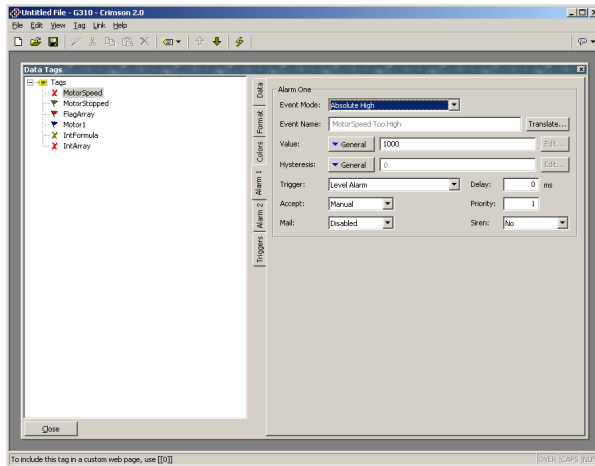 Untitled File - G310 - Crimson 2.0
File Edit View Tag Link Help
Data Tags
Tags
MotorSpeed
MotorStopped
FlagArray
Motor1
IntFormula
IntArray
Data
Format
Colors
Alarm 1
Alarm 2
Triggers
Alarm One
Event Mode: Absolute High
Event Name: MotorSpeed Too High Translate...
Value: General 1000 Edit...
Hysteresis: General 0 Edit...
Trigger: Level Alarm Delay: 0 ms
Accept: Manual Priority: 1
Mail: Disabled Siren: No
Close
To include this tag in a custom web page, use [[0]] OVER CAPS NUM